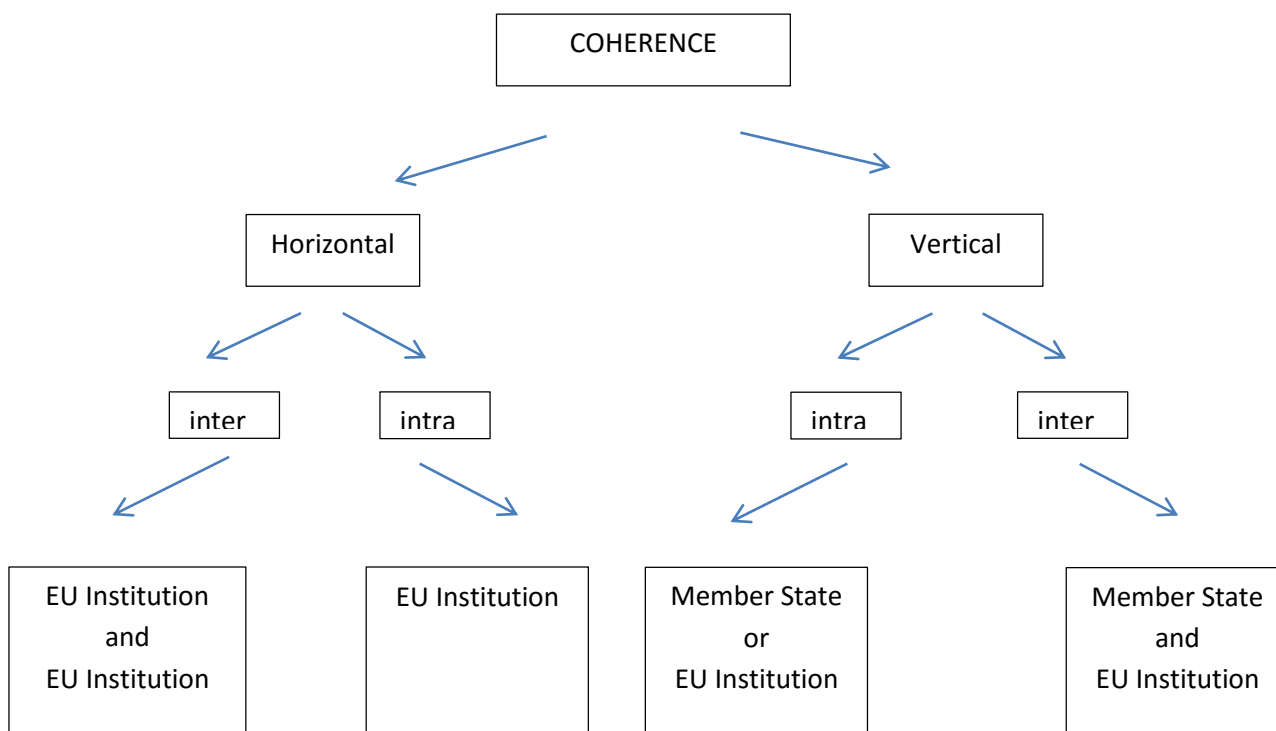 COHERENCE
Horizontal
Vertical
inter
intra
intra
inter
EU Institution
and
EU Institution
EU Institution
Member State
or
EU Institution
Member State
and
EU Institution